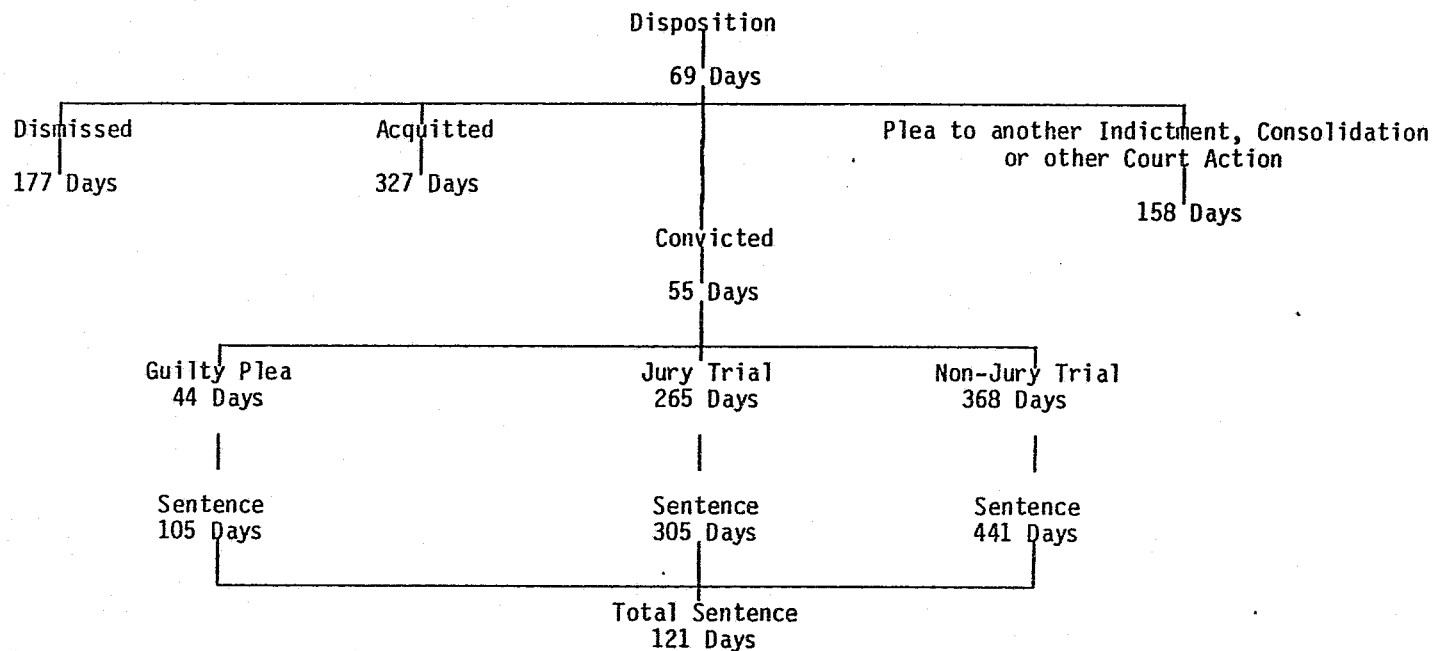 Disposition
69 Days
Dismissed
177 Days
Acquitted
327 Days
Plea to another Indictment, Consolidation
or other Court Action
158 Days
Convicted
55 Days
Guilty Plea
44 Days
Jury Trial
265 Days
Non-Jury Trial
368 Days
Sentence
105 Days
Sentence
305 Days
Sentence
441 Days
Total Sentence
121 Days